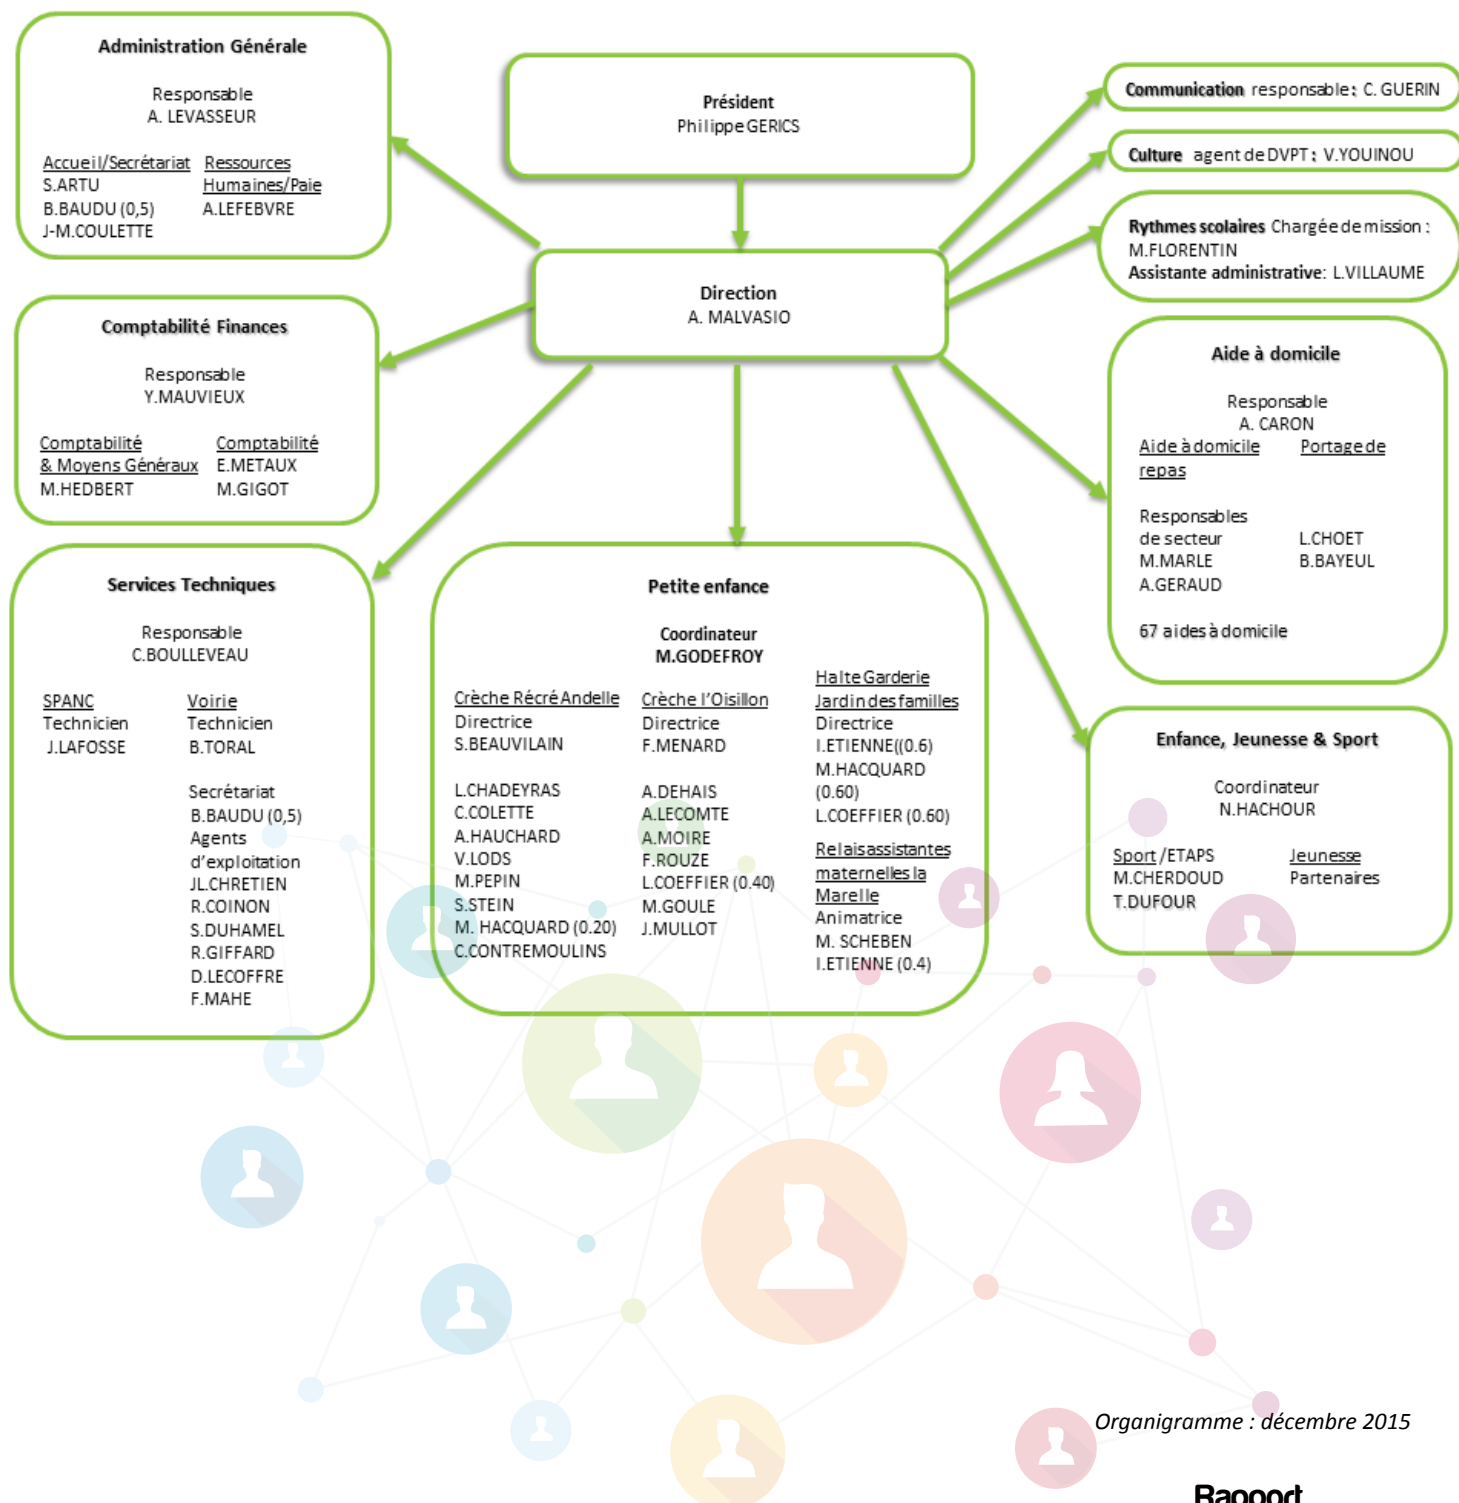 Administration Générale
Responsable
A. LEVASSEUR
Accueil/Secrétariat
S.ARTU
B.BAUDU (0,5)
J-M.COULETTE
Ressources
Humaines/Paie
A.LEFEBVRE
Président
Philippe GERICS
Direction
A. MALVASIO
Communication responsable : C. GUERIN
Culture agent de DVPT : V.YOUINOU
Rythmes scolaires Chargée de mission :
M.FLORENTIN
Assistante administrative: L.VILLAUME
Comptabilité Finances
Responsable
Y.MAUVIEUX
Comptabilité
& Moyens Généraux
M.HEDBERT
Comptabilité
E.METAUX
M.GIGOT
Aide à domicile
Responsable
A. CARON
Aide à domicile Portage de
repas
Responsables
de secteur
M.MARLE
A.GERAUD
L.CHOET
B.BAYEUL
67 aides à domicile
Services Techniques
Responsable
C.BOULLEVEAU
SPANC
Technicien
J.LAFOSSE
Voirie
Technicien
B.TORAL
Secrétariat
B.BAUDU (0,5)
Agents
d’exploitation
JL.CHRETIEN
R.COINON
S.DUHAMEL
R.GIFFARD
D.LECOFFRE
F.MAHE
Petite enfance
Coordinateur
M.GODEFROY
Crèche Récré Andelle
Directrice
S.BEAUVILAIN
L.CHADEYRAS
C.COLETTE
A.HAUCHARD
V.LODS
M.PEPIN
S.STEIN
M. HACQUARD (0.20)
C.CONTREMOULINS
Crèche l’Oisillon
Directrice
F.MENARD
A.DEHAIS
A.LECOMTE
A.MOIRE
F.ROUZE
L.COEFFIER (0.40)
M.GOULE
J.MULLOT
Halte Garderie
Jardin des familles
Directrice
I.ETIENNE((0.6)
M.HACQUARD
(0.60)
L.COEFFIER (0.60)
Relais assistantes
maternelles la
Marelle
Animatrice
M. SCHEBEN
I.ETIENNE (0.4)
Enfance, Jeunesse & Sport
Coordinateur
N.HACHOUR
Sport /ETAPS
M.CHERDOUD
T.DUFOUR
Jeunesse
Partenaires
Organigramme : décembre 2015
Rapport